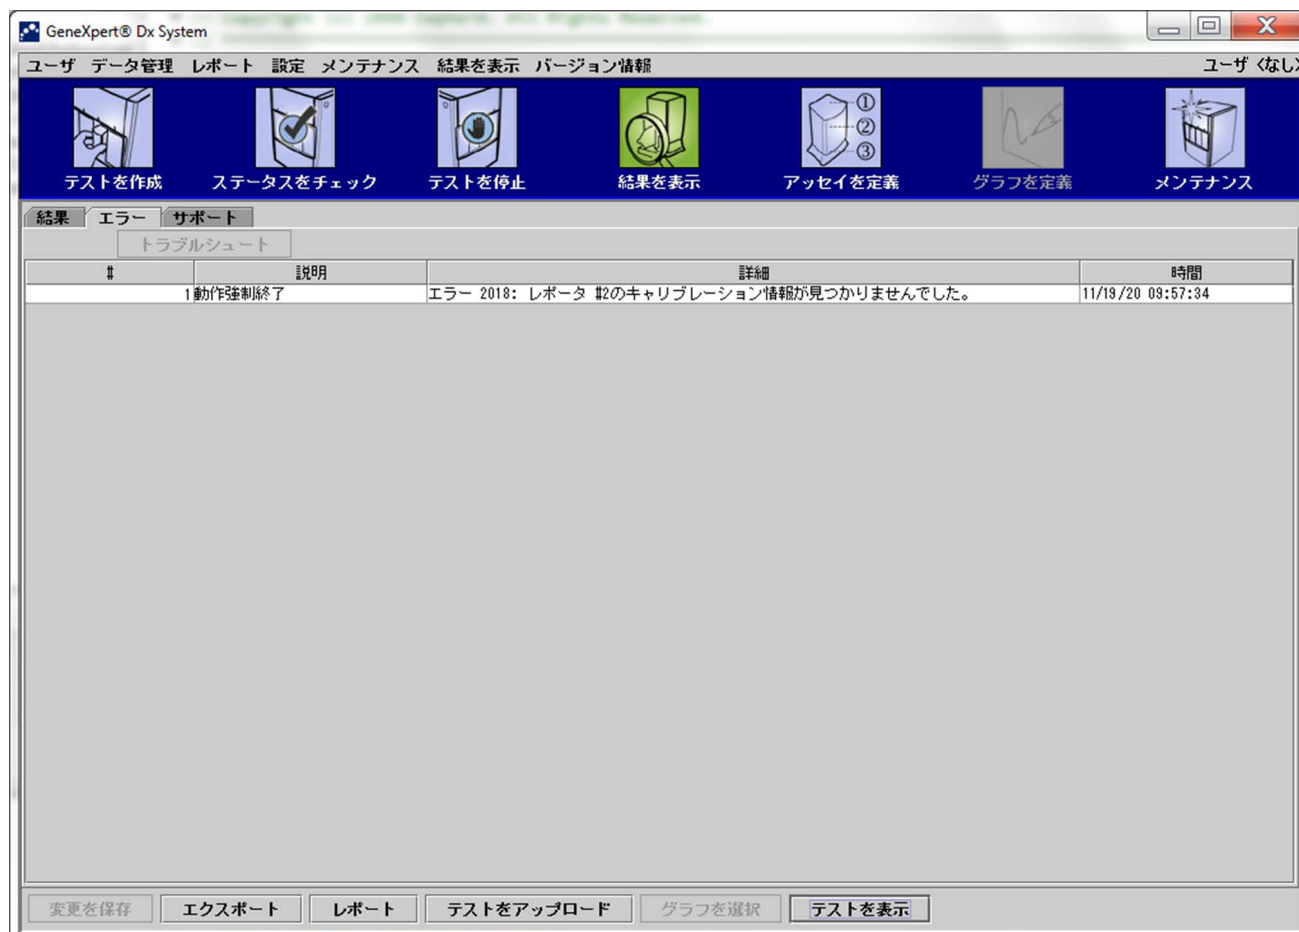 GeneXpert® Dx System
ユーザ データ管理 レポート 設定 メンテナンス 結果を表示 バージョン情報 ユーザ <なし>
① ② ③
テストを作成 ステータスをチェック テストを停止 結果を表示 アッセイを定義 グラフを定義 メンテナンス
結果 エラー サポート
トラブルシュート
# 説明 詳細 時間
1 動作強制終了 エラー 2018: レポータ #2のキャリブレーション情報が見つかりませんでした。 11/19/20 09:57:34
変更を保存 エクスポート レポート テストをアップロード グラフを選択 テストを表示